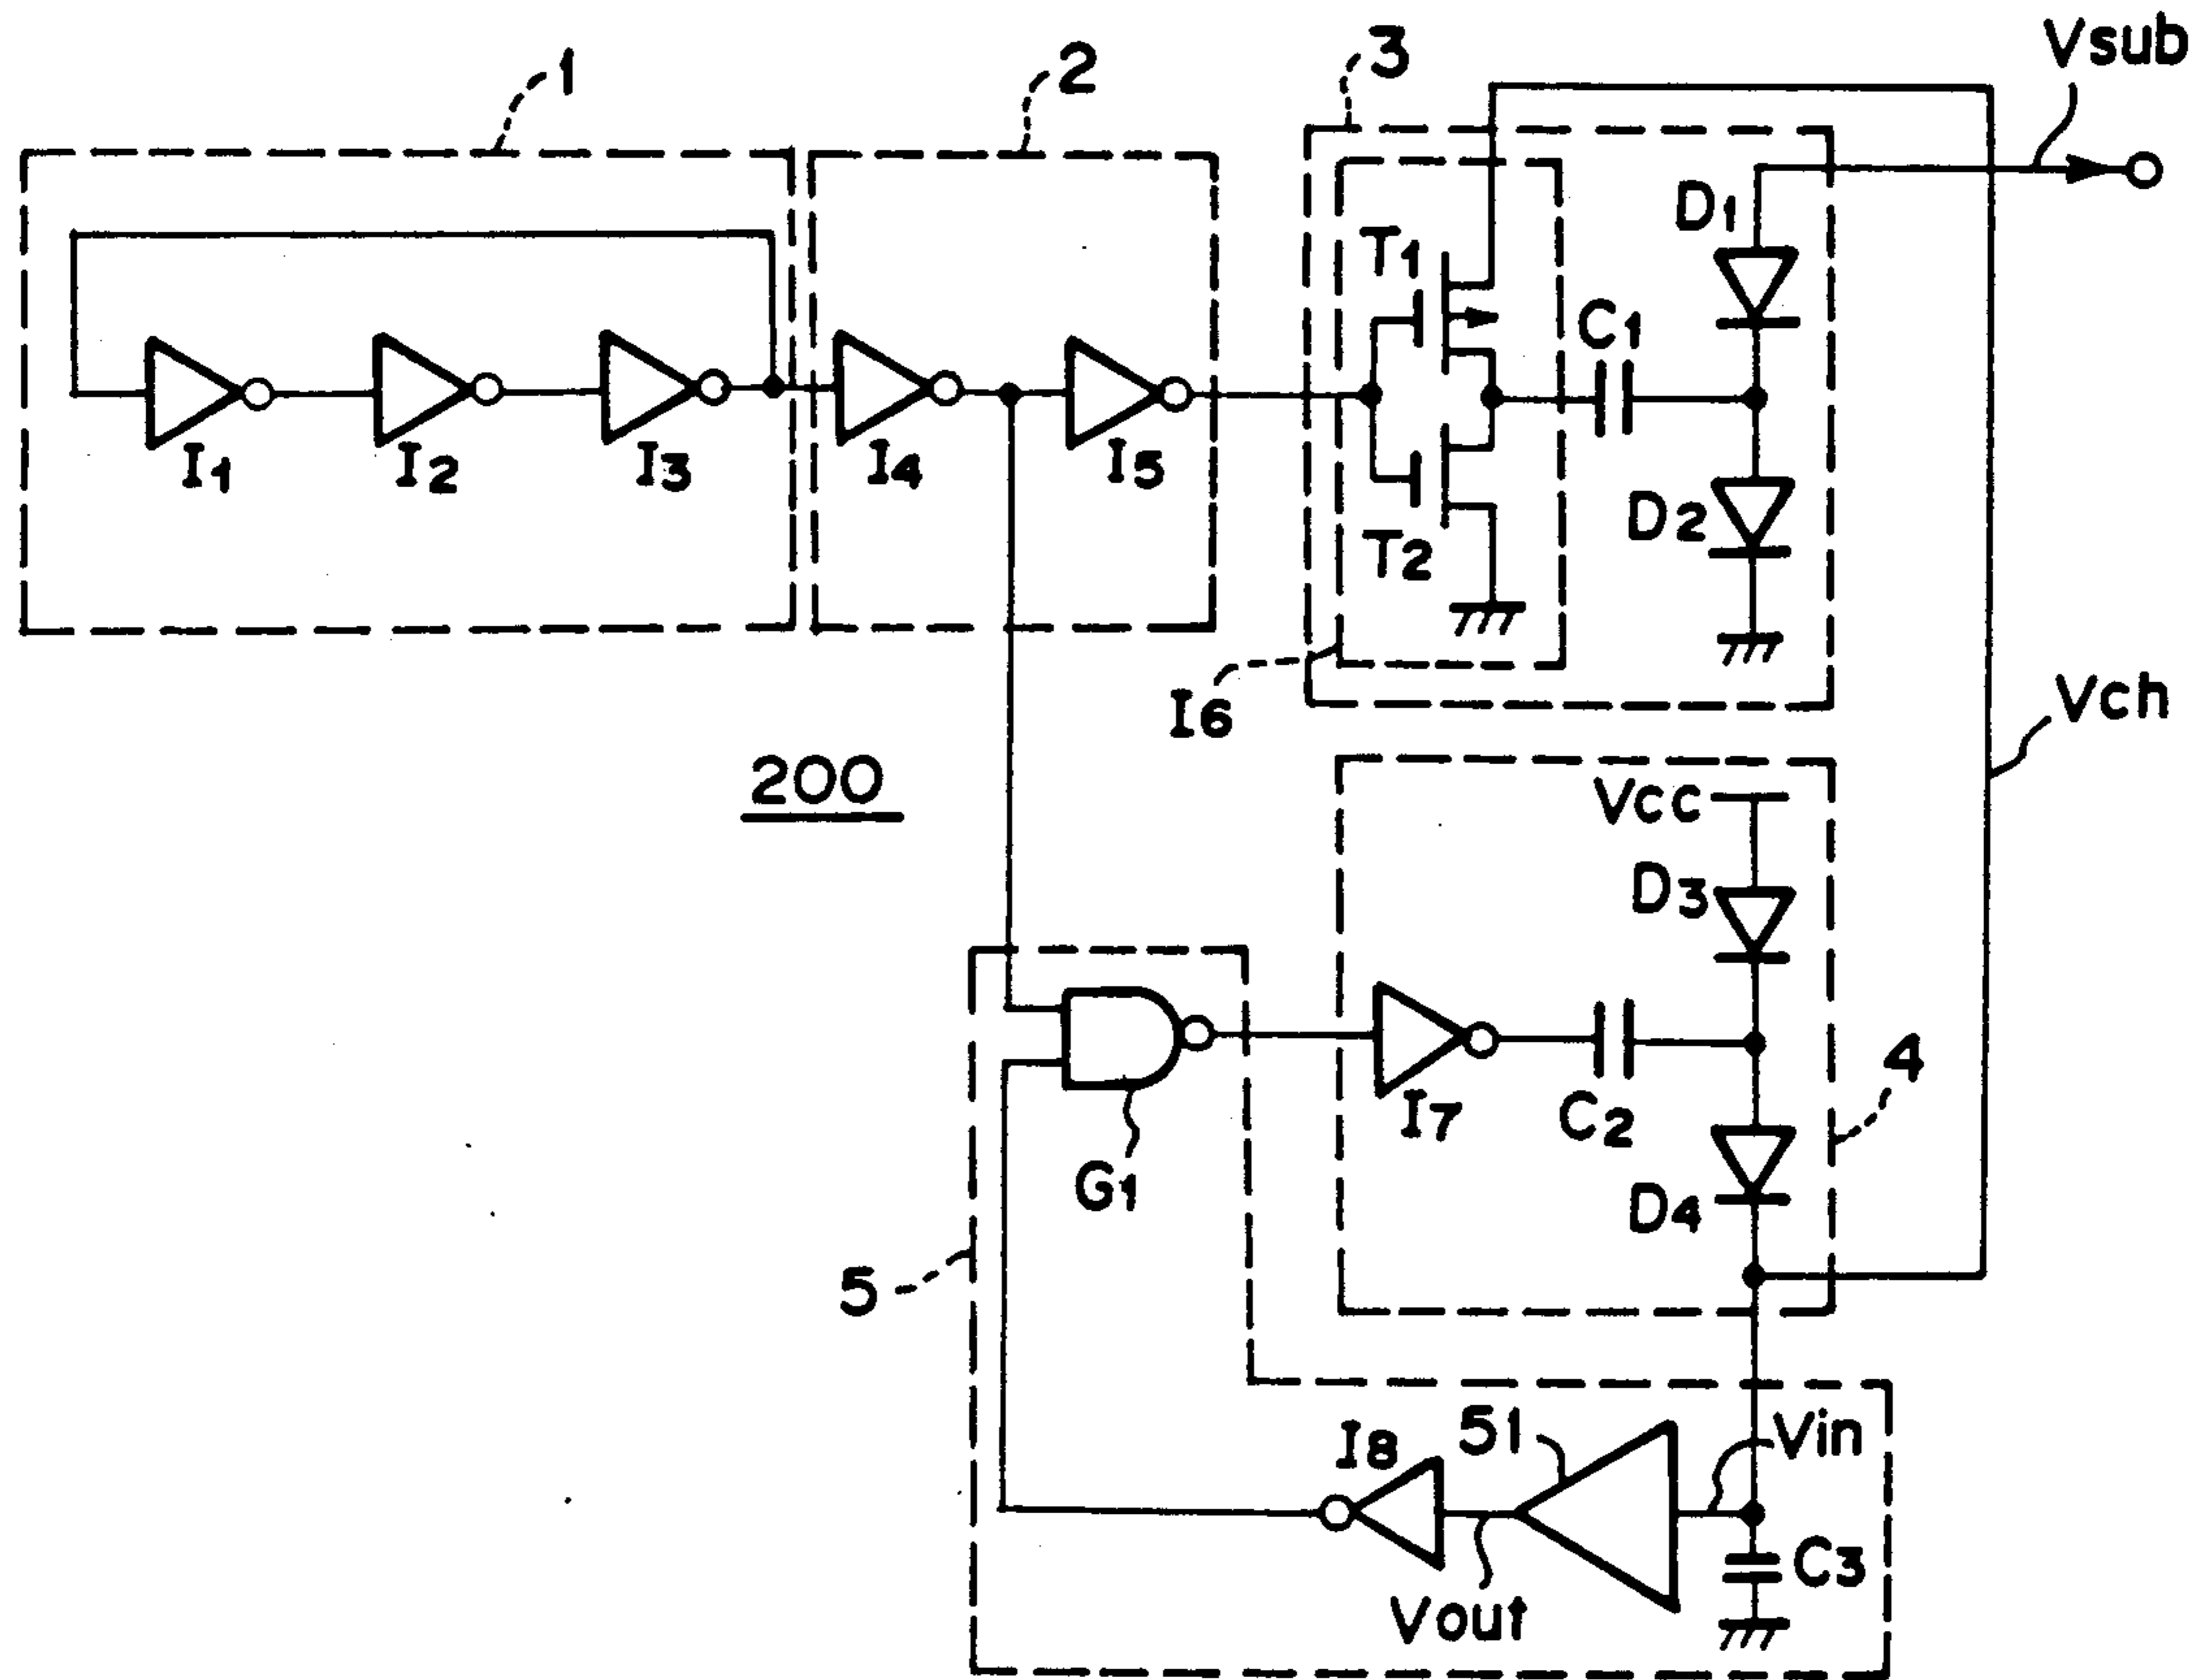 1
2
3
Vsub
D1
T1
C1
I1
I2
I3
I4
I5
D2
T2
I6
Vch
200
Vcc
D3
4
I7
C2
G1
D4
5
I8
51
Vin
C3
Vout